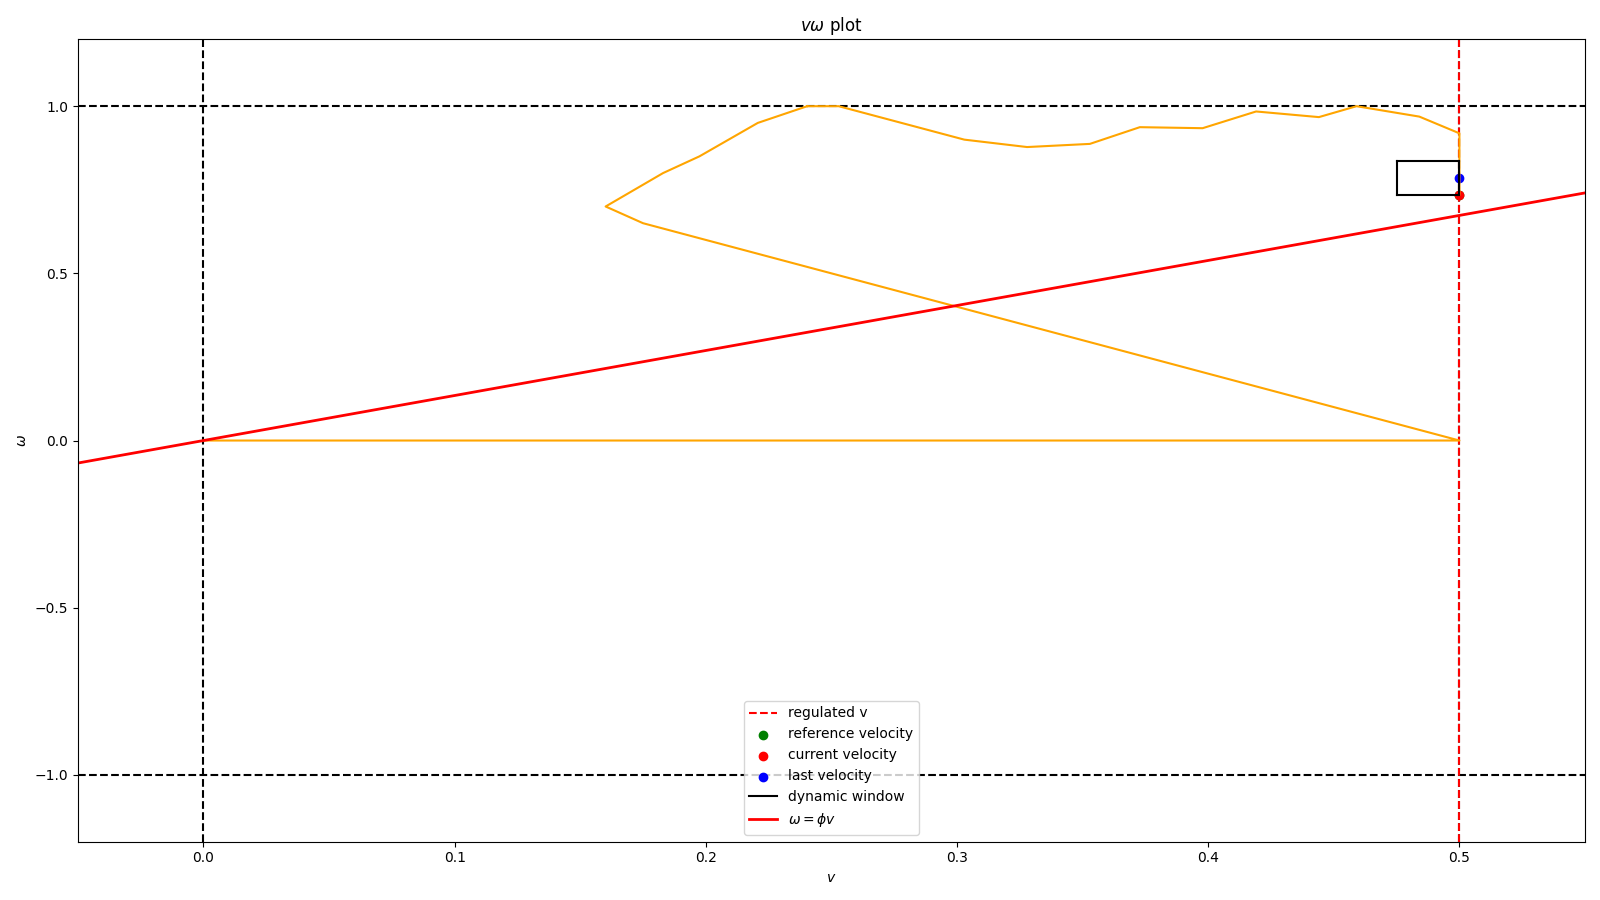 vω plot
1.0
0.5
0.0
−0.5
−1.0
ω
0.0 0.1 0.2 0.3 0.4 0.5
v
regulated v
reference velocity
current velocity
last velocity
dynamic window
ω = ϕv